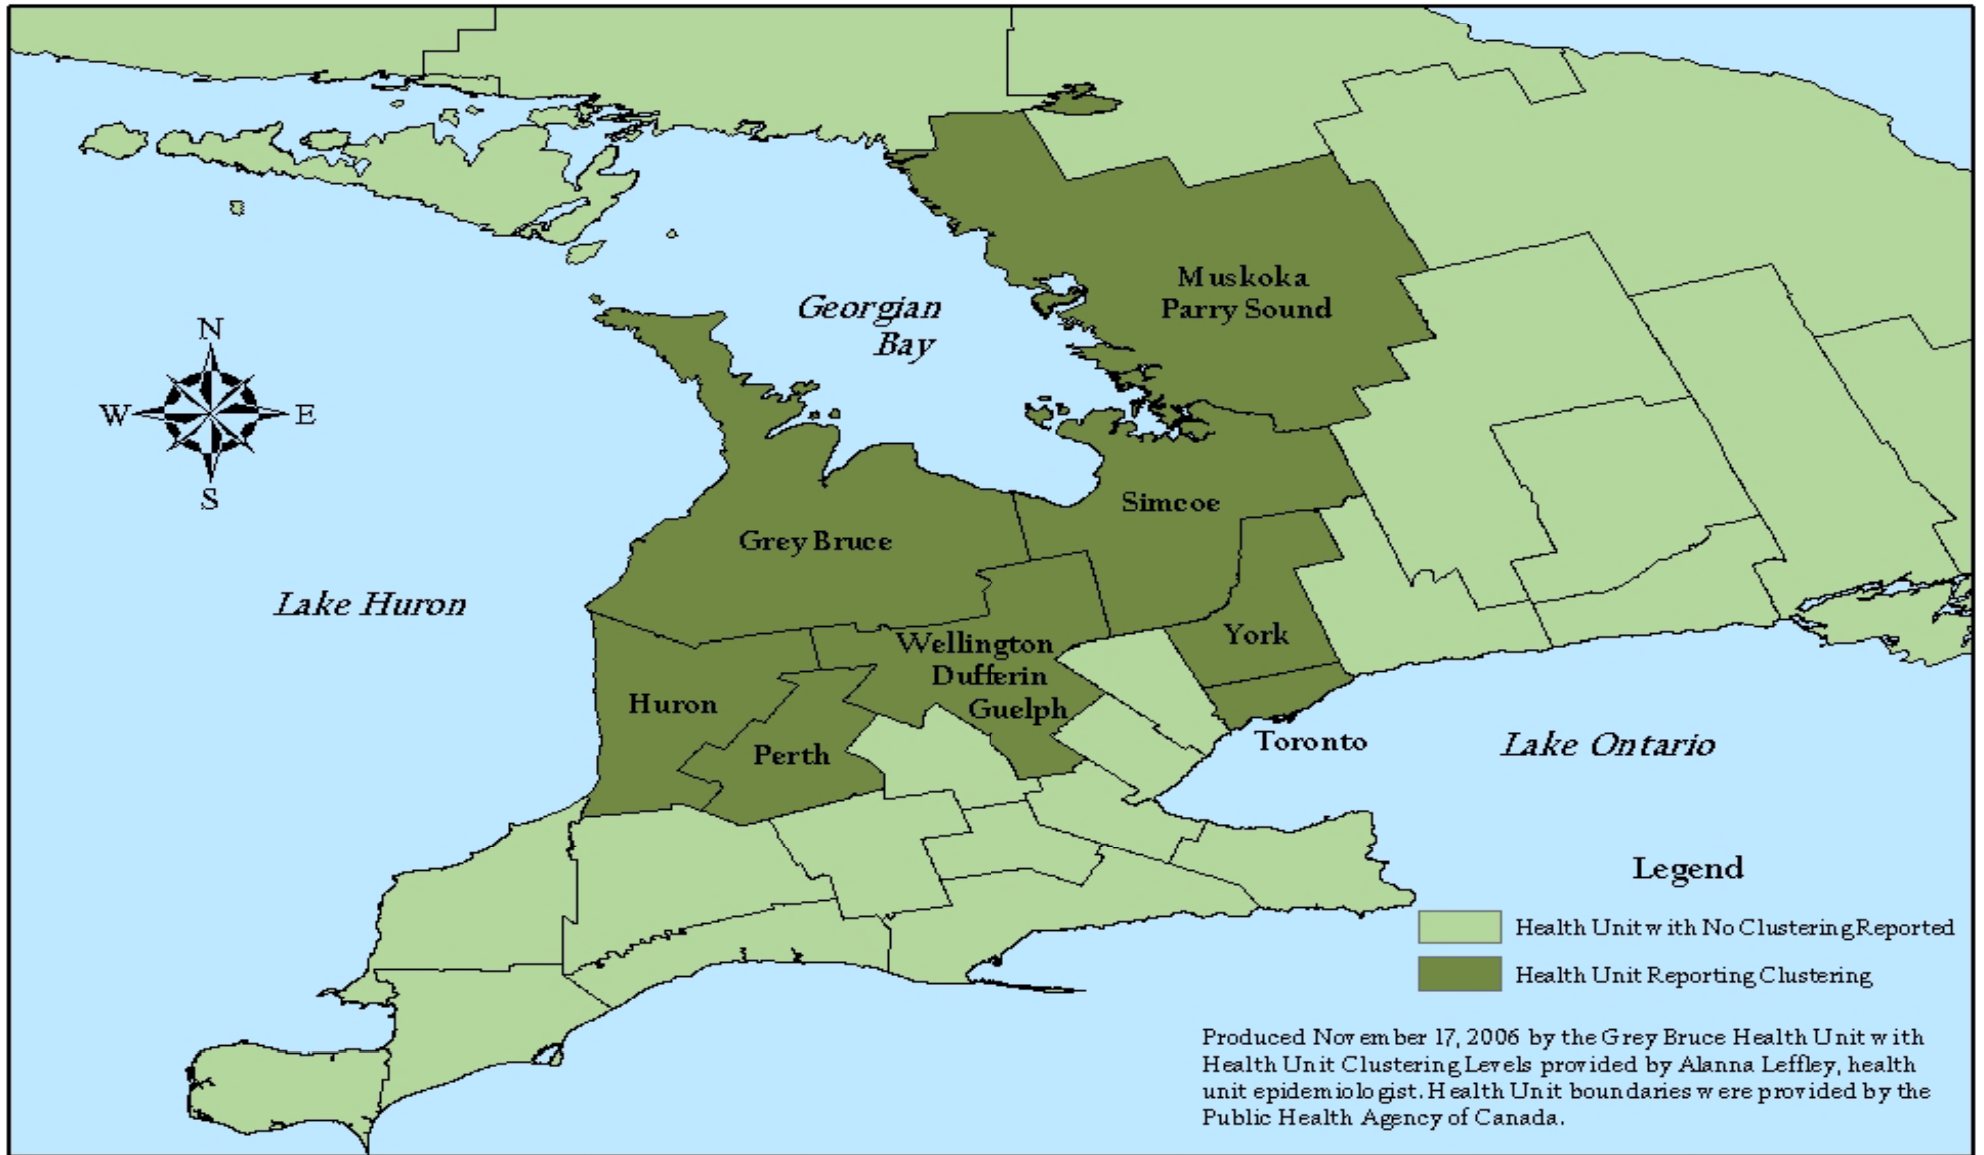 Muskoka
Parry Sound
Georgian
Bay
N
W
E
S
Simcoe
Grey Bruce
Lake Huron
York
Wellington
Dufferin
Guelph
Huron
Perth
Toronto
Lake Ontario
Legend
Health Unit with No Clustering Reported
Health Unit Reporting Clustering
Produced November 17, 2006 by the Grey Bruce Health Unit with
Health Unit Clustering Levels provided by Alanna Leffley, health
unit epidemiologist. Health Unit boundaries were provided by the
Public Health Agency of Canada.